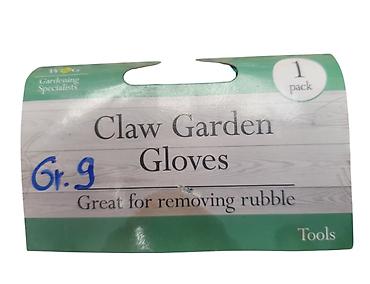 Gardening
Specialists
1
pack
Claw Garden
Gloves
Gr. 9
Great for removing rubble
Tools